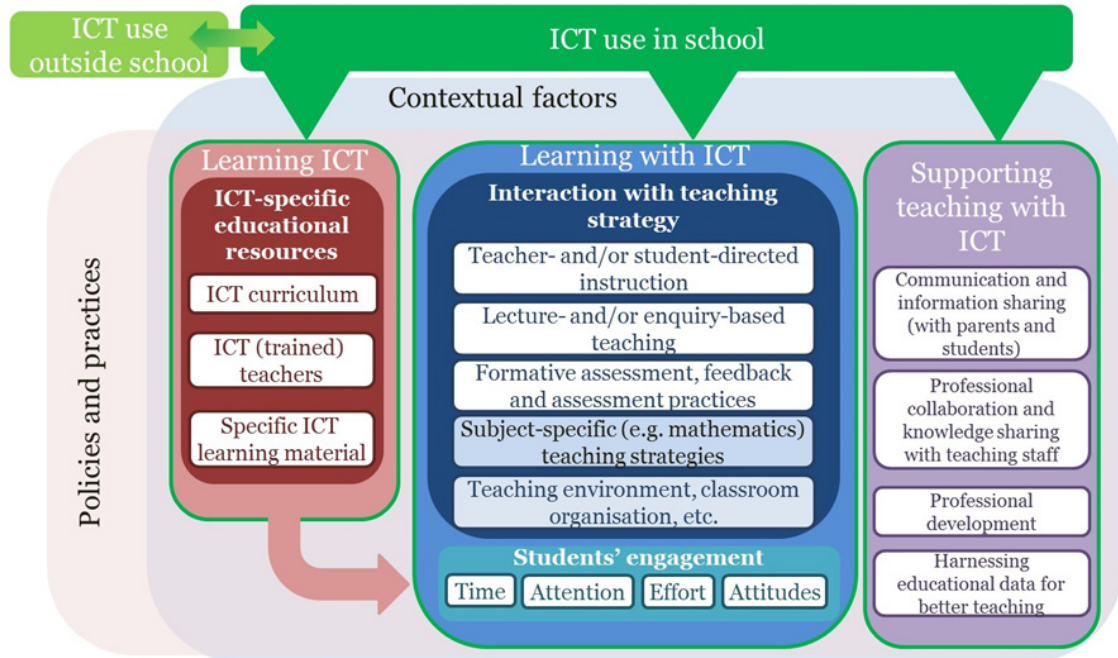 ICT use
outside school
ICT use in school
Contextual factors
Policies and practices
Learning ICT
ICT-specific
educational
resources
ICT curriculum
ICT (trained)
teachers
Specific ICT
learning material
Learning with ICT
Interaction with teaching
strategy
Teacher- and/or student-directed
instruction
Lecture- and/or enquiry-based
teaching
Formative assessment, feedback
and assessment practices
Subject-specific (e.g. mathematics)
teaching strategies
Teaching environment, classroom
organisation, etc.
Students’ engagement
Time
Attention
Effort
Attitudes
Supporting
teaching with
ICT
Communication and
information sharing
(with parents and
students)
Professional
collaboration and
knowledge sharing
with teaching staff
Professional
development
Harnessing
educational data for
better teaching